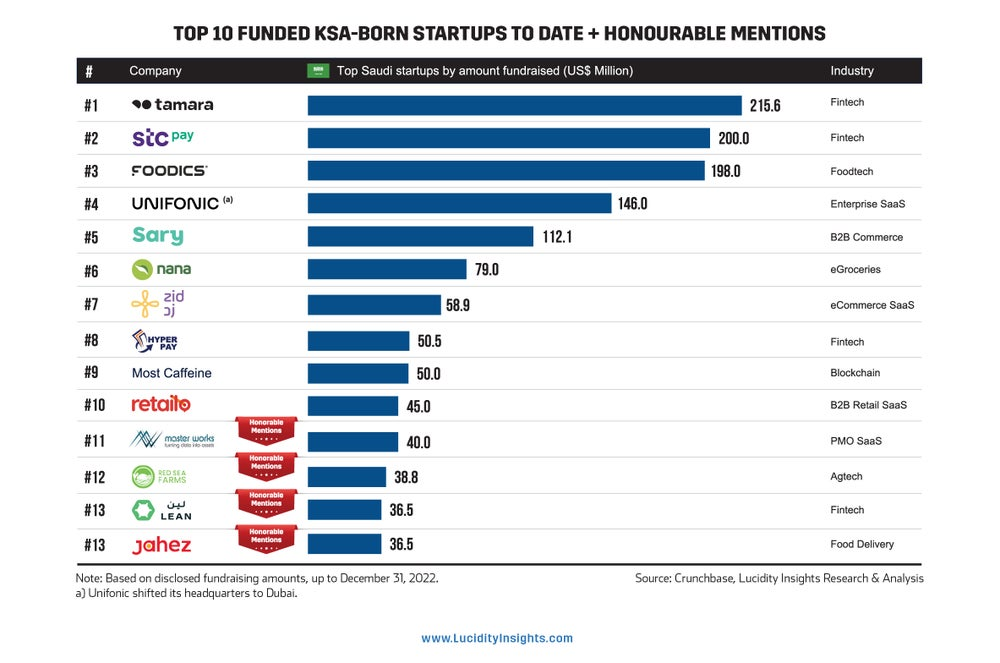 TOP 10 FUNDED KSA-BORN STARTUPS TO DATE + HONOURABLE MENTIONS
# Company Top Saudi startups by amount fundraised (US$ Million) Industry
#1 tamara 215.6 Fintech
#2 stc pay 200.0 Fintech
#3 FOODICS 198.0 Foodtech
#4 UNIFONIC (a) 146.0 Enterprise SaaS
#5 Sary 112.1 B2B Commerce
#6 nana 79.0 eGroceries
#7 zid 58.9 eCommerce SaaS
زد
#8 HYPER PAY 50.5 Fintech
#9 Most Caffeine 50.0 Blockchain
#10 retailo 45.0 B2B Retail SaaS
#11 master works Honorable Mentions 40.0 PMO SaaS
turning data into assets
#12 RED SEA FARMS Honorable Mentions 38.8 Agtech
#13 لين LEAN Honorable Mentions 36.5 Fintech
#13 Jahez Honorable Mentions 36.5 Food Delivery
Note: Based on disclosed fundraising amounts, up to December 31, 2022. Source: Crunchbase, Lucidity Insights Research & Analysis
a) Unifonic shifted its headquarters to Dubai.
www.LucidityInsights.com